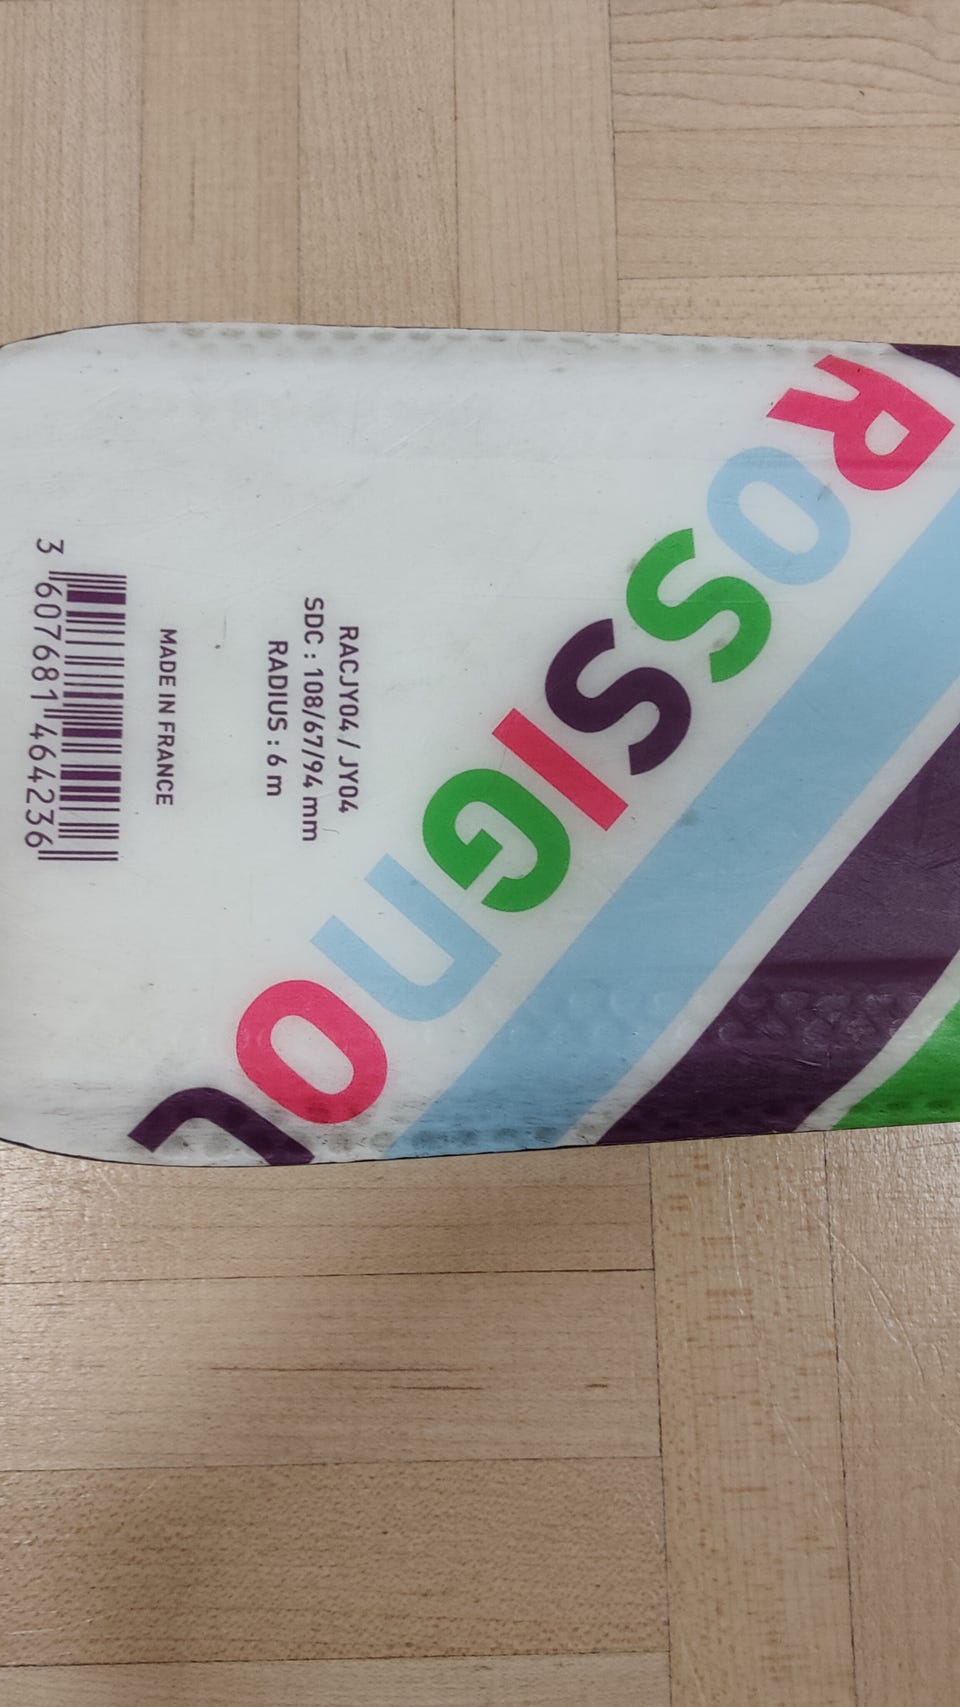 ROSSIGNOL
RACJY04 / JY04
SDC : 108/67/94 mm
RADIUS : 6 m
MADE IN FRANCE
3 607681 464236